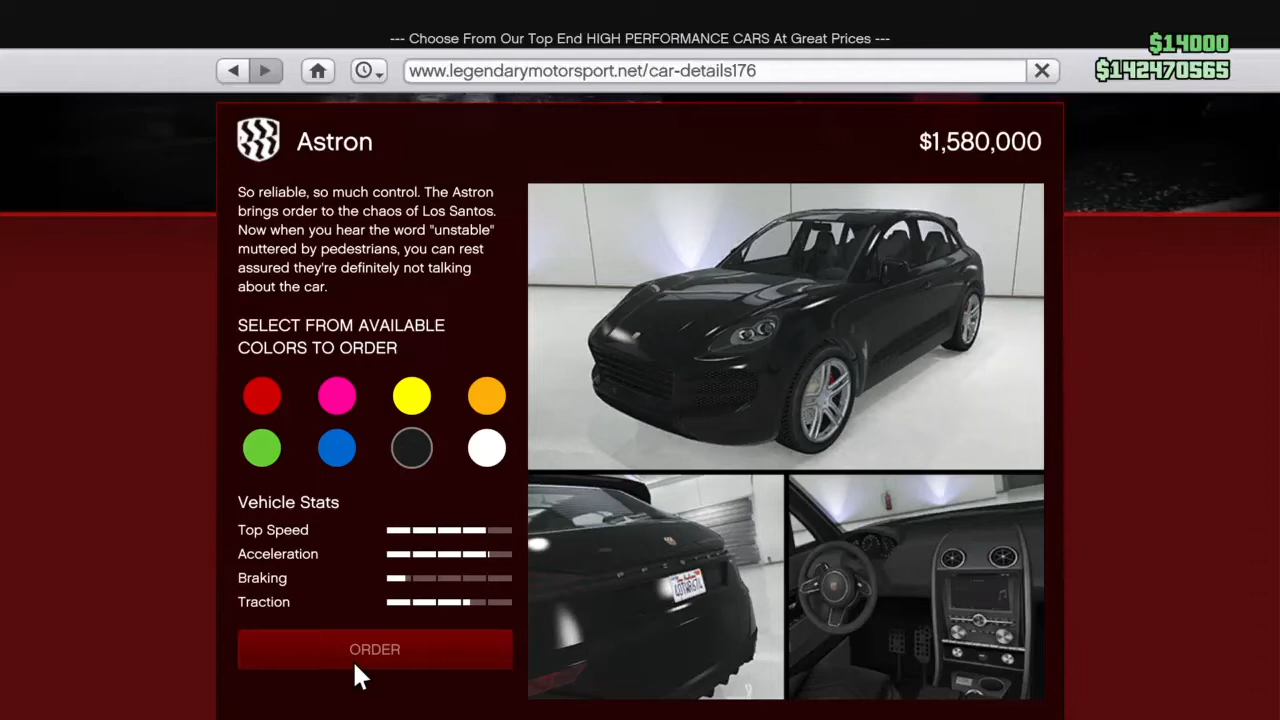 --- Choose From Our Top End HIGH PERFORMANCE CARS At Great Prices ---
$14000
www.legendarymotorsport.net/car-details176
$142470565
Astron
$1,580,000
So reliable, so much control. The Astron
brings order to the chaos of Los Santos.
Now when you hear the word "unstable"
muttered by pedestrians, you can rest
assured they're definitely not talking
about the car.
SELECT FROM AVAILABLE
COLORS TO ORDER
Vehicle Stats
Top Speed
Acceleration
Braking
Traction
ORDER